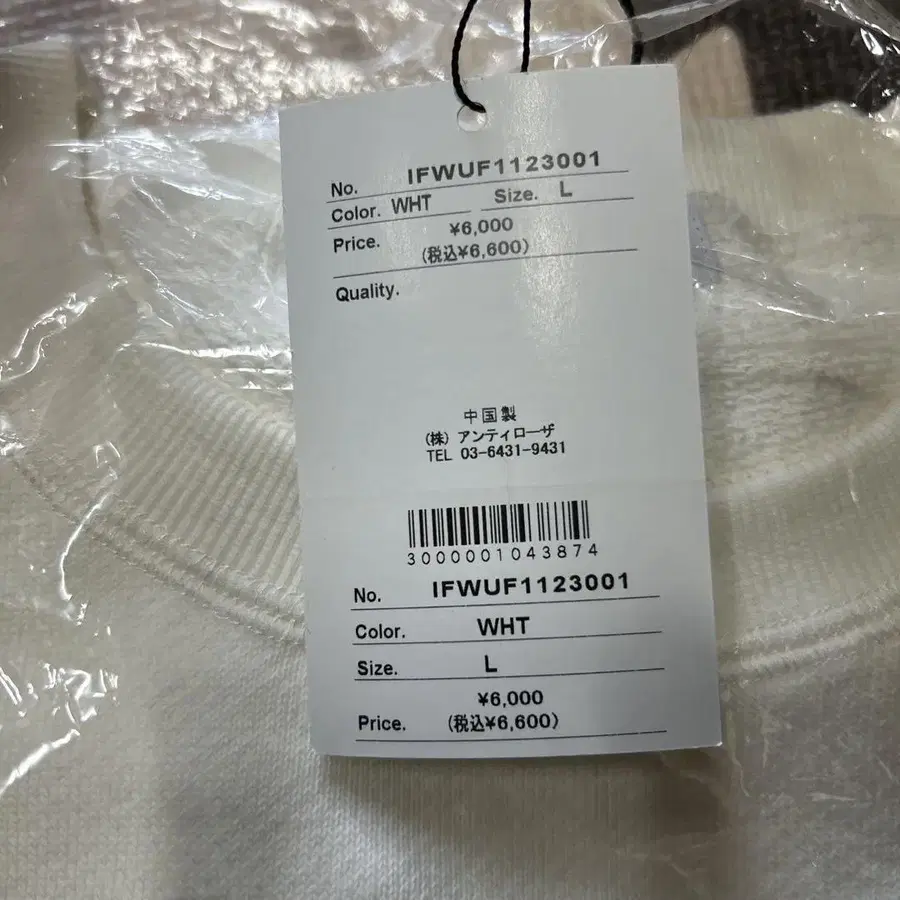 No. IFWUF1123001
Color. WHT Size. L
Price. ¥6,000
(税込¥6,600)
Quality.
中国製
(株) アンティローザ
TEL 03-6431-9431
3000001043874
No. IFWUF1123001
Color. WHT
Size. L
¥6,000
Price. (税込¥6,600)